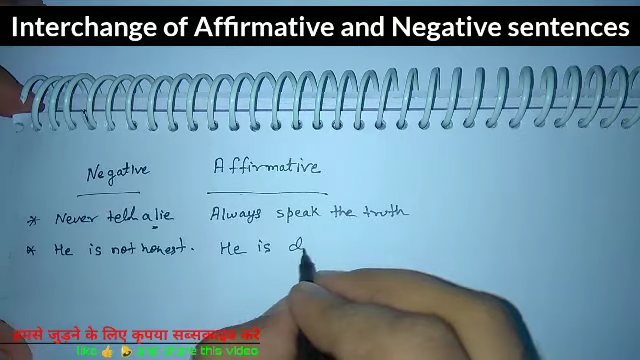 Interchange of Affirmative and Negative sentences
Negative Affirmative
* Never tell a lie Always speak the truth
* He is not honest. He is d
हमसे जुड़ने के लिए कृपया सब्सक्राइब करे
like👍 🔔 and share this video